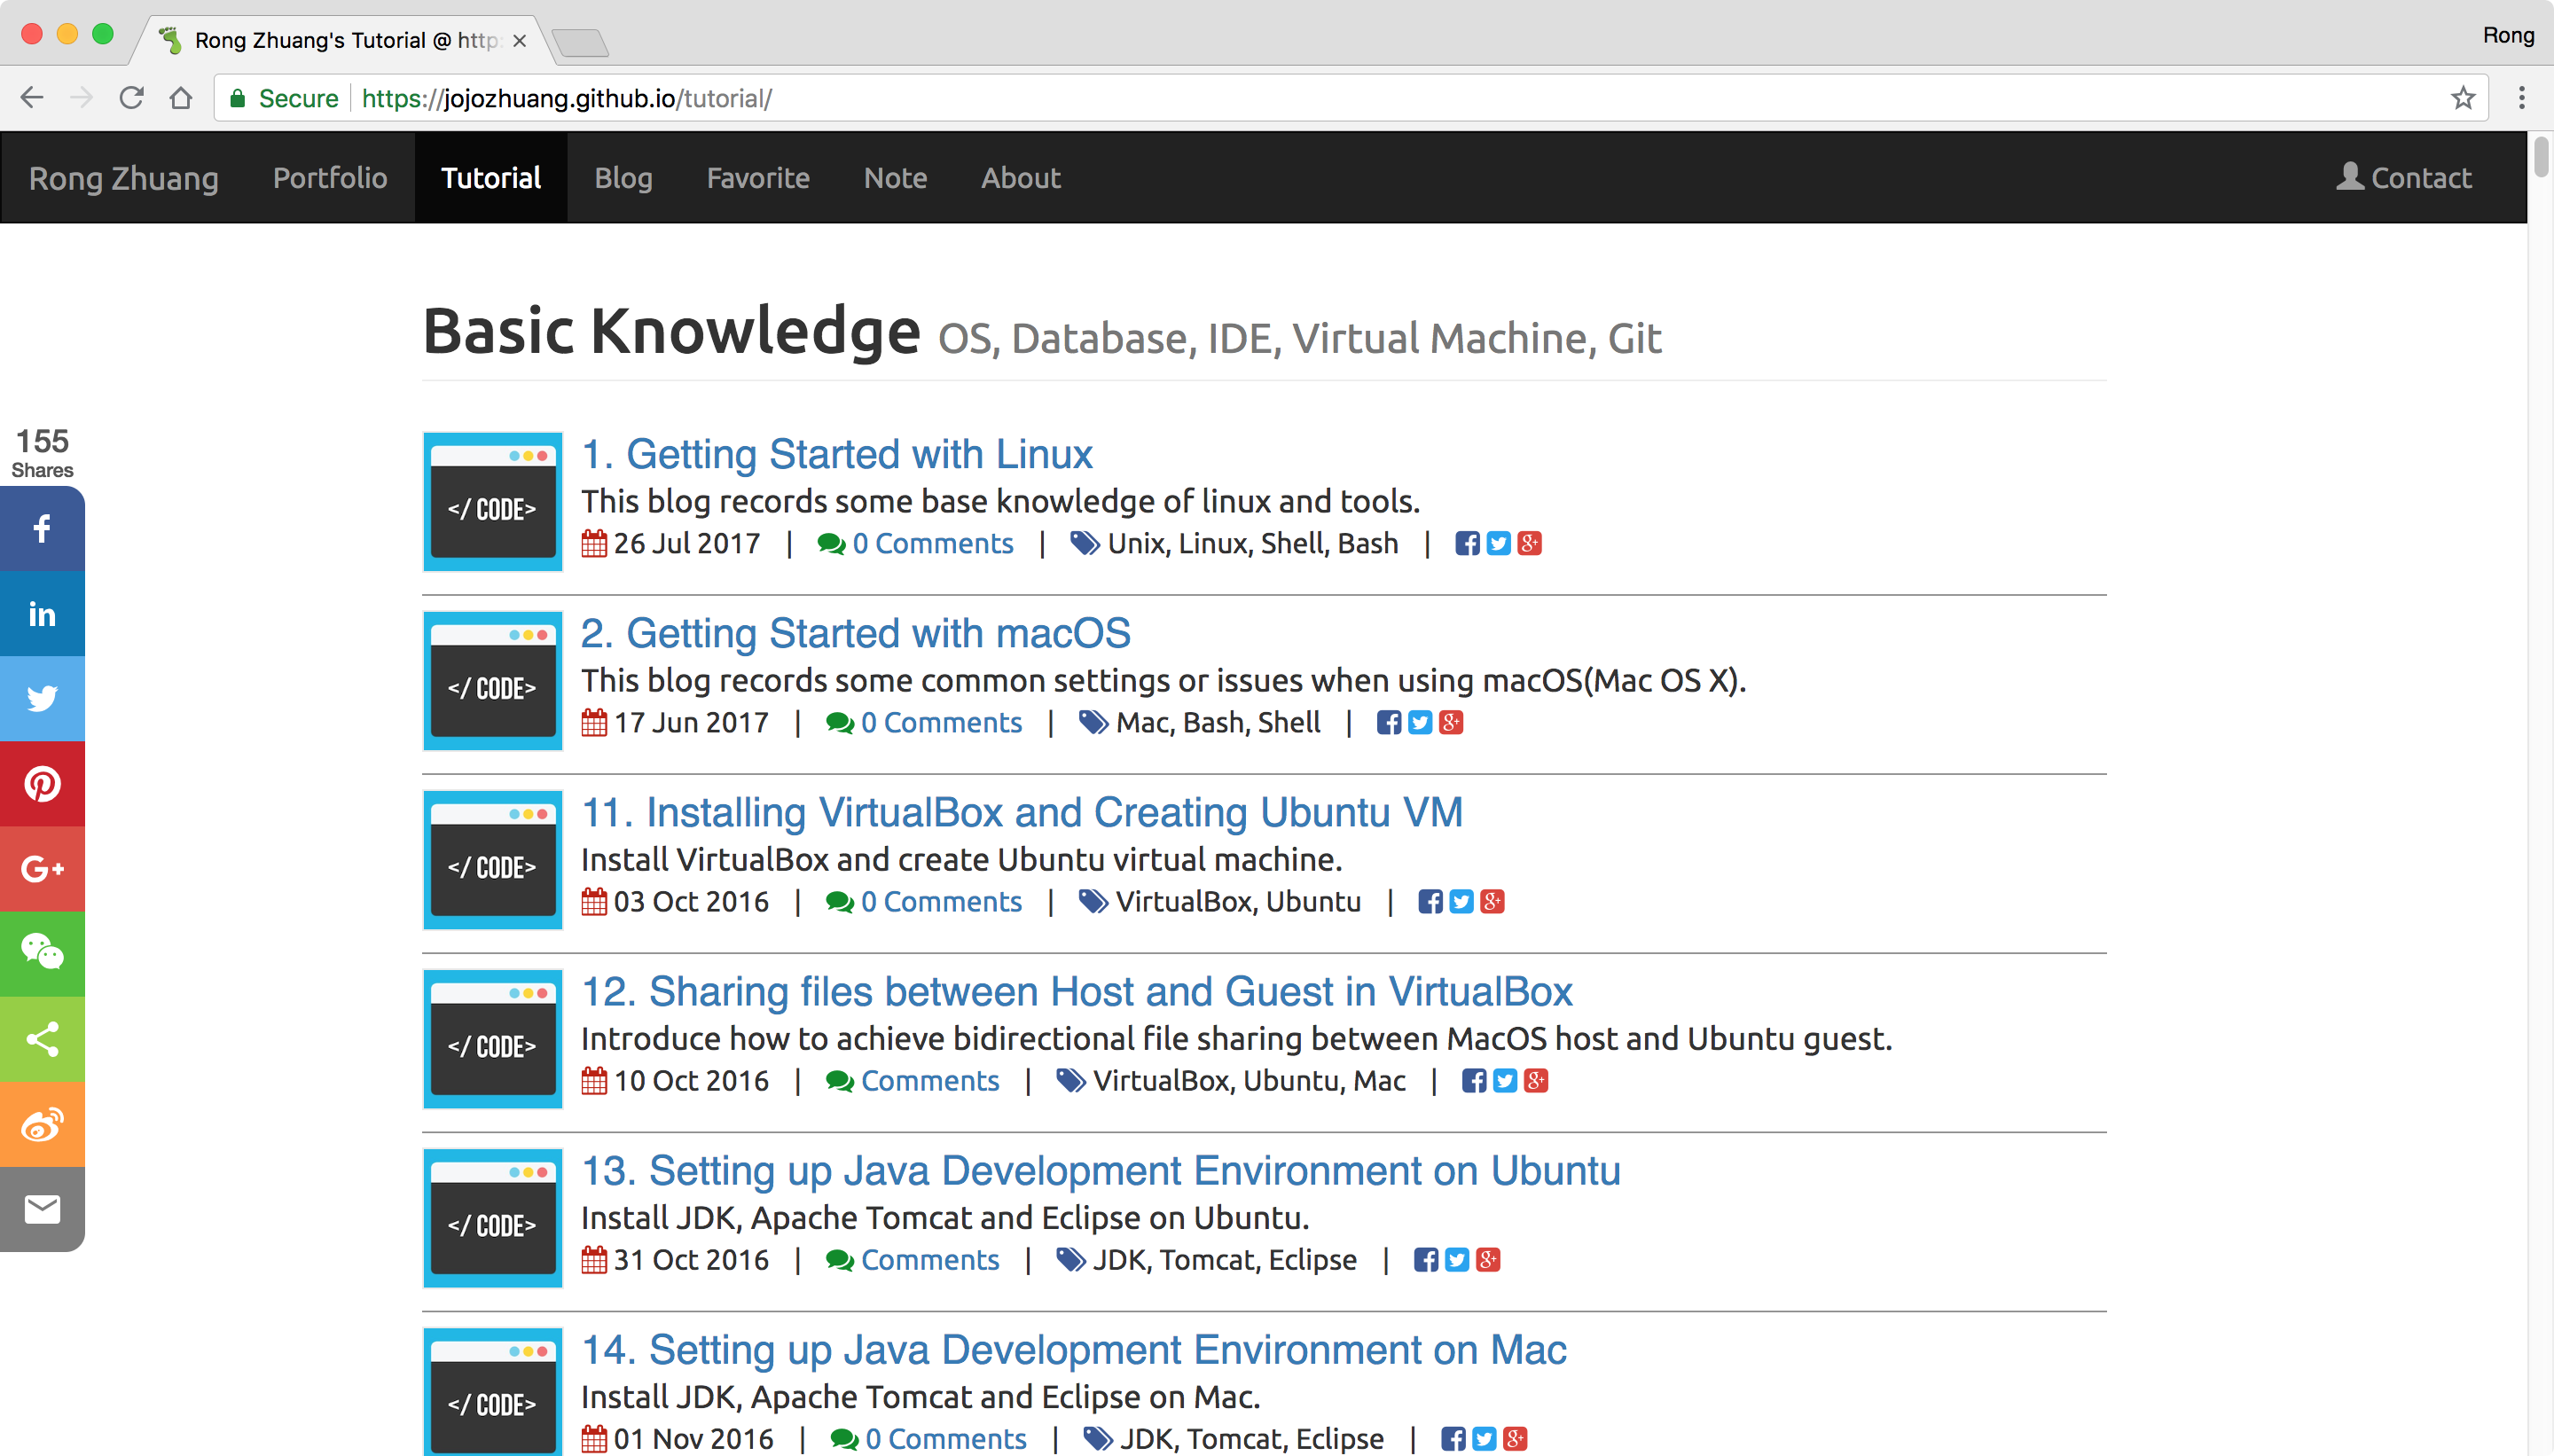 Rong Zhuang's Tutorial @ http
Rong
Secure https://jojozhuang.github.io/tutorial/
Rong Zhuang Portfolio Tutorial Blog Favorite Note About Contact
Basic Knowledge OS, Database, IDE, Virtual Machine, Git
155
Shares
</ CODE>
1. Getting Started with Linux
This blog records some base knowledge of linux and tools.
26 Jul 2017 | 0 Comments | Unix, Linux, Shell, Bash |
</ CODE>
2. Getting Started with macOS
This blog records some common settings or issues when using macOS(Mac OS X).
17 Jun 2017 | 0 Comments | Mac, Bash, Shell |
</ CODE>
11. Installing VirtualBox and Creating Ubuntu VM
Install VirtualBox and create Ubuntu virtual machine.
03 Oct 2016 | 0 Comments | VirtualBox, Ubuntu |
</ CODE>
12. Sharing files between Host and Guest in VirtualBox
Introduce how to achieve bidirectional file sharing between MacOS host and Ubuntu guest.
10 Oct 2016 | Comments | VirtualBox, Ubuntu, Mac |
</ CODE>
13. Setting up Java Development Environment on Ubuntu
Install JDK, Apache Tomcat and Eclipse on Ubuntu.
31 Oct 2016 | Comments | JDK, Tomcat, Eclipse |
</ CODE>
14. Setting up Java Development Environment on Mac
Install JDK, Apache Tomcat and Eclipse on Mac.
01 Nov 2016 | 0 Comments | JDK, Tomcat, Eclipse |